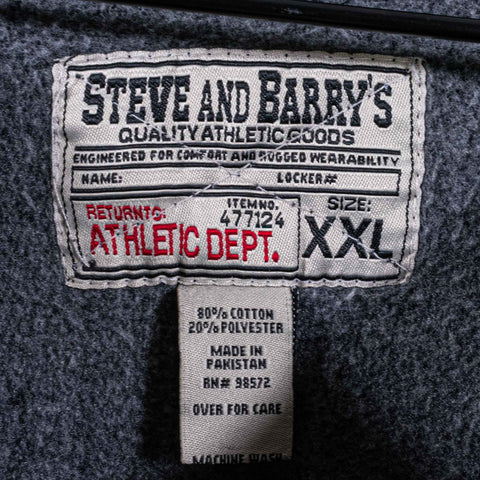 STEVE AND BARRY'S
QUALITY ATHLETIC GOODS
ENGINEERED FOR COMFORT AND RUGGED WEARABILITY
NAME: LOCKER#
RETURN TO: ITEM NO. SIZE:
477124
ATHLETIC DEPT. XXL
80% COTTON
20% POLYESTER
MADE IN
PAKISTAN
RN# 98572
OVER FOR CARE
MACHINE WASH